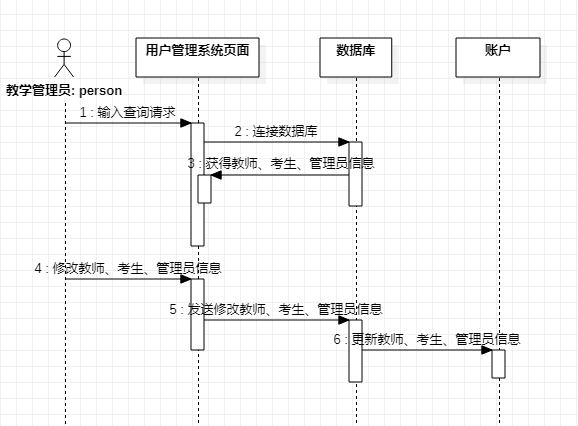 用户管理系统页面
数据库
账户
教学管理员: person
1 : 输入查询请求
2 : 连接数据库
3 : 获得教师、考生、管理员信息
4 : 修改教师、考生、管理员信息
5 : 发送修改教师、考生、管理员信息
6 : 更新教师、考生、管理员信息